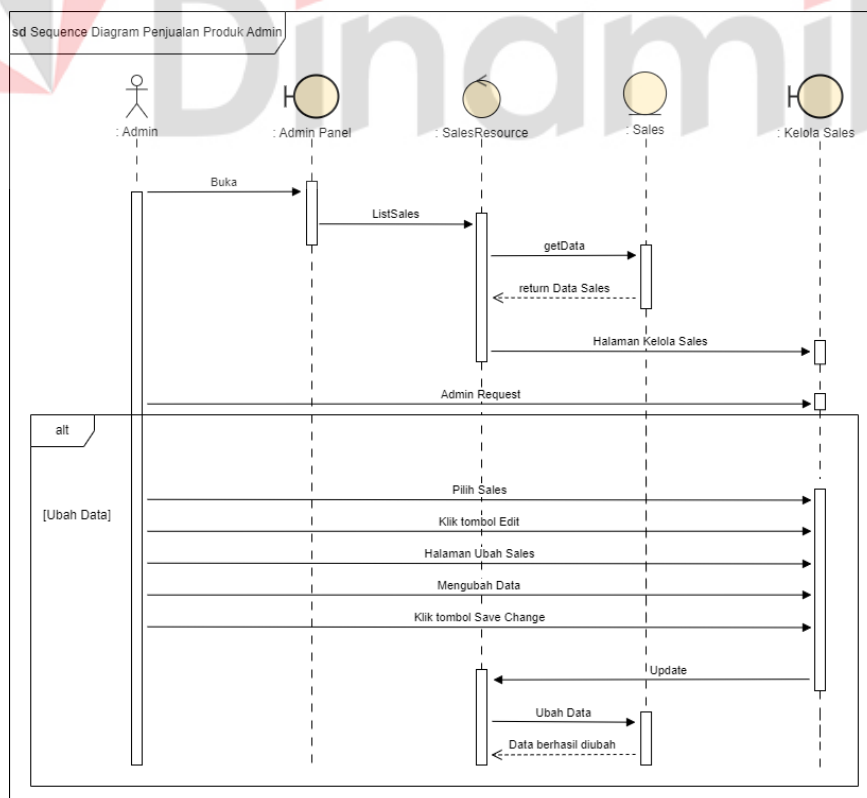 Dinami
sd Sequence Diagram Penjualan Produk Admin
: Admin
: Admin Panel
: SalesResource
: Sales
: Kelola Sales
Buka
ListSales
getData
return Data Sales
Halaman Kelola Sales
Admin Request
alt
[Ubah Data]
Pilih Sales
Klik tombol Edit
Halaman Ubah Sales
Mengubah Data
Klik tombol Save Change
Update
Ubah Data
Data berhasil diubah